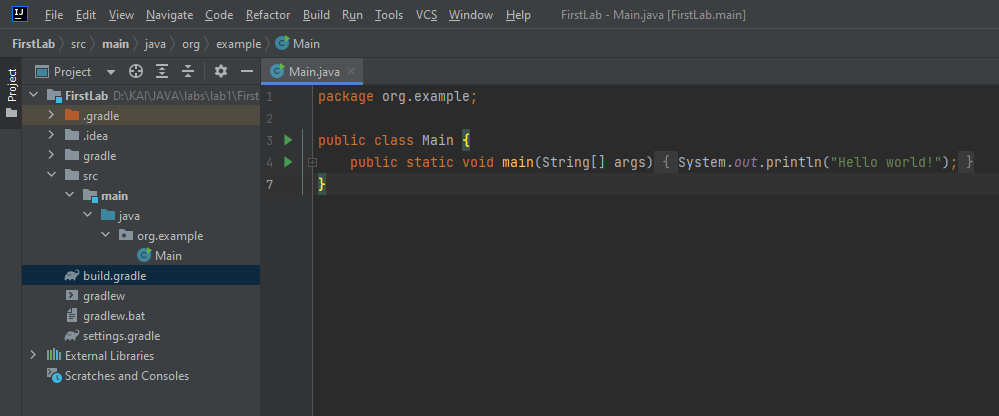 IJ File Edit View Navigate Code Refactor Build Run Tools VCS Window Help FirstLab - Main.java [FirstLab.main]
FirstLab src main java org example Main
Project
Project
Main.java
FirstLab D:\KAI\JAVA\labs\lab1\First
.gradle
.idea
gradle
src
main
java
org.example
Main
build.gradle
gradlew
gradlew.bat
settings.gradle
External Libraries
Scratches and Consoles
1 package org.example;
2
3 public class Main {
4 public static void main(String[] args) { System.out.println("Hello world!"); }
7 }